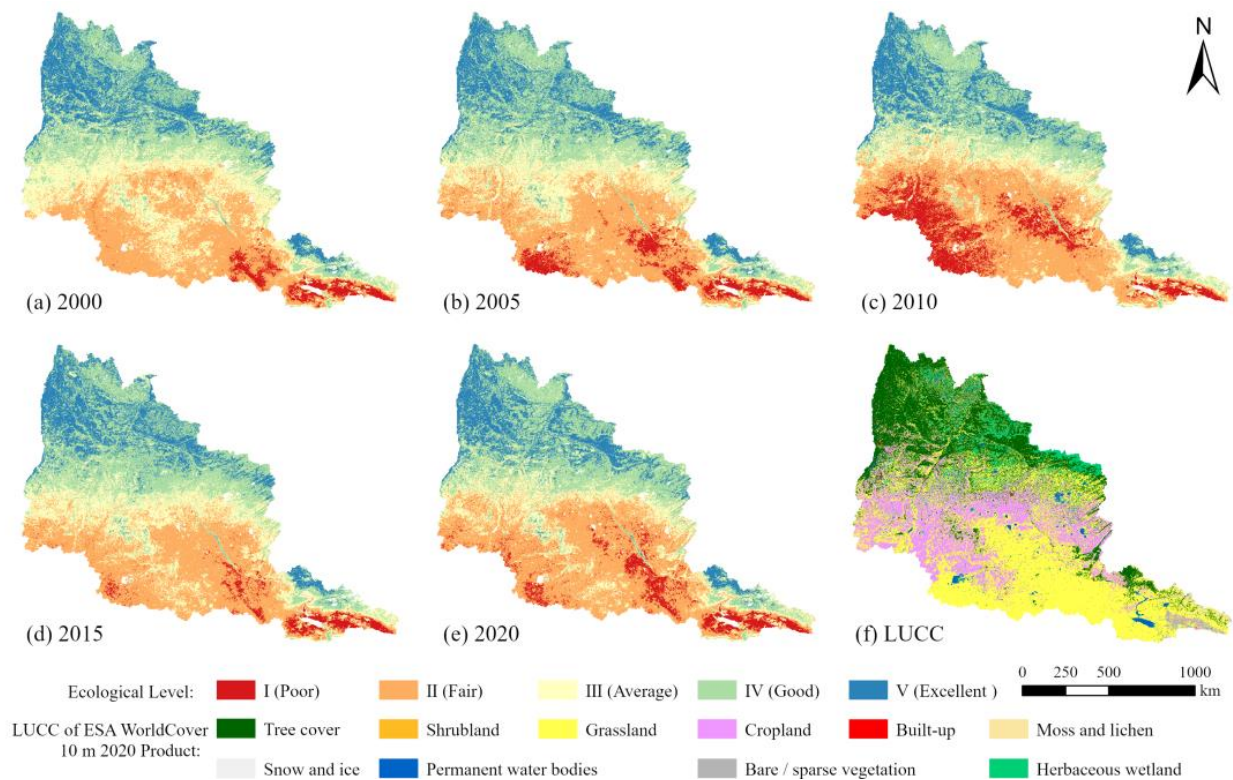 N
(a) 2000
(b) 2005
(c) 2010
(d) 2015
(e) 2020
(f) LUCC
Ecological Level: I (Poor) II (Fair) III (Average) IV (Good) V (Excellent )
0 250 500 1000
km
LUCC of ESA WorldCover
10 m 2020 Product:
Tree cover Shrubland Grassland Cropland Built-up Moss and lichen
Snow and ice Permanent water bodies Bare / sparse vegetation Herbaceous wetland